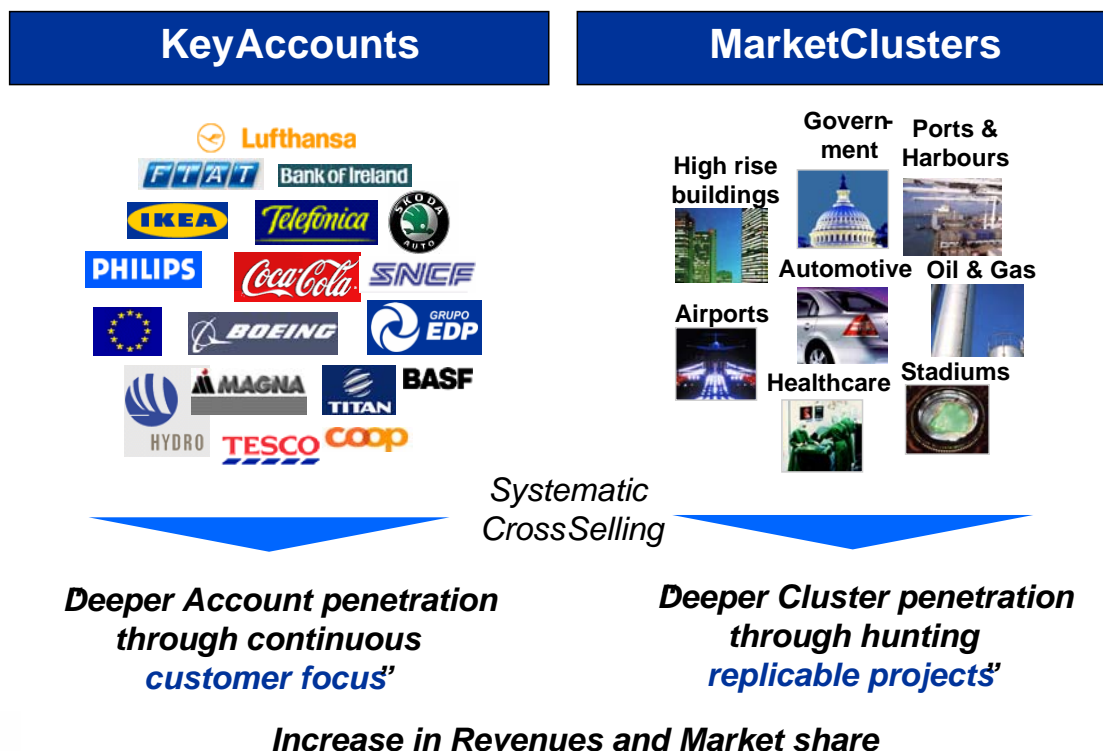 KeyAccounts
MarketClusters
Lufthansa
FIAT
Bank of Ireland
IKEA
Telefónica
SKODA
AUTO
PHILIPS
Coca-Cola
SNCF
BOEING
GRUPO
EDP
HYDRO
MAGNA
TITAN
BASF
TESCO
coop
Govern-
ment
Ports &
Harbours
High rise
buildings
Automotive
Oil & Gas
Airports
Healthcare
Stadiums
Systematic
CrossSelling
"Deeper Account penetration
through continuous
customer focus"
"Deeper Cluster penetration
through hunting
replicable projects"
Increase in Revenues and Market share